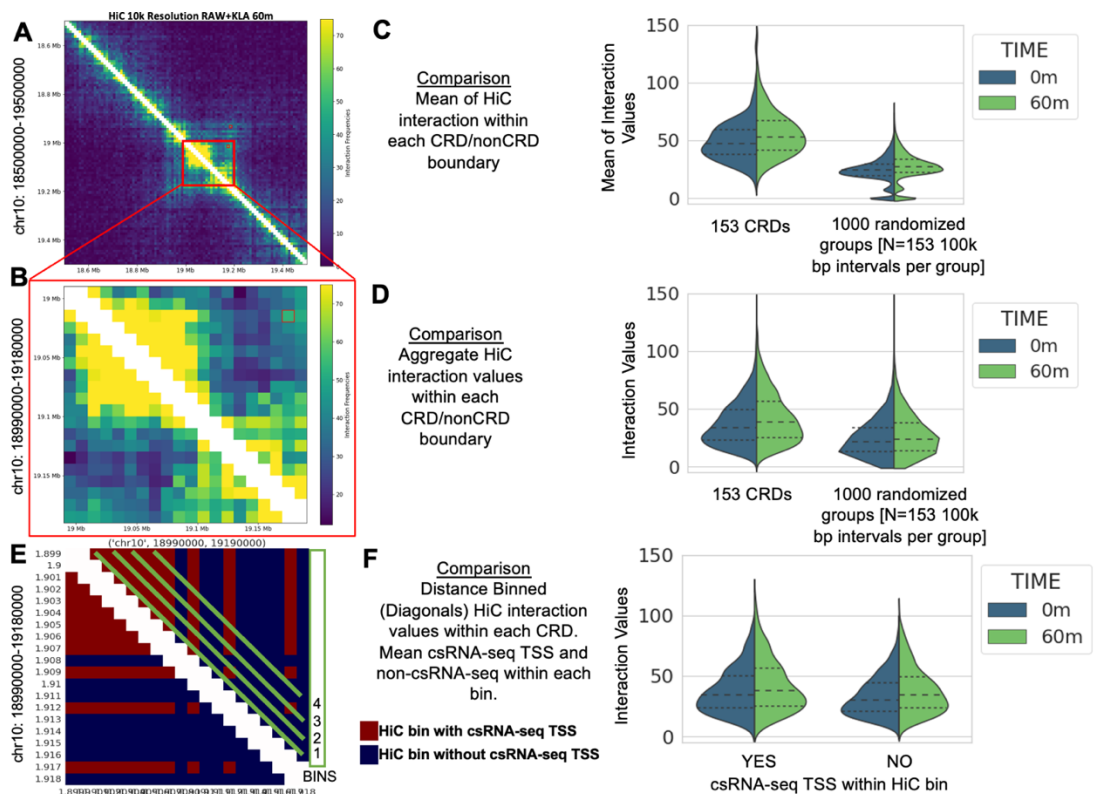 HiC 10k Resolution RAW+KLA 60m
A
chr10: 18500000-19500000
18.6 Mb
18.8 Mb
19 Mb
19.2 Mb
19.4 Mb
18.6 Mb 18.8 Mb 19 Mb 19.2 Mb 19.4 Mb
70
60
50
40
30
20
10
Interaction Frequencies
B
chr10: 18990000-19180000
19 Mb
19.05 Mb
19.1 Mb
19.15 Mb
19 Mb 19.05 Mb 19.1 Mb 19.15 Mb
70
60
50
40
30
20
Interaction Frequencies
C
Comparison
Mean of HiC
interaction within
each CRD/nonCRD
boundary
Mean of Interaction
Values
150
100
50
0
153 CRDs
1000 randomized
groups [N=153 100k
bp intervals per group]
TIME
0m
60m
D
Comparison
Aggregate HiC
interaction values
within each
CRD/nonCRD
boundary
Interaction Values
150
100
50
0
153 CRDs
1000 randomized
groups [N=153 100k
bp intervals per group]
TIME
0m
60m
E
('chr10', 18990000, 19190000)
chr10: 18990000-19180000
1.899
1.9
1.901
1.902
1.903
1.904
1.905
1.906
1.907
1.908
1.909
1.91
1.911
1.912
1.913
1.914
1.915
1.916
1.917
1.918
4
3
2
1
BINS
F
Comparison
Distance Binned
(Diagonals) HiC interaction
values within each CRD.
Mean csRNA-seq TSS and
non-csRNA-seq within each
bin.
HiC bin with csRNA-seq TSS
HiC bin without csRNA-seq TSS
Interaction Values
150
100
50
0
YES NO
csRNA-seq TSS within HiC bin
TIME
0m
60m